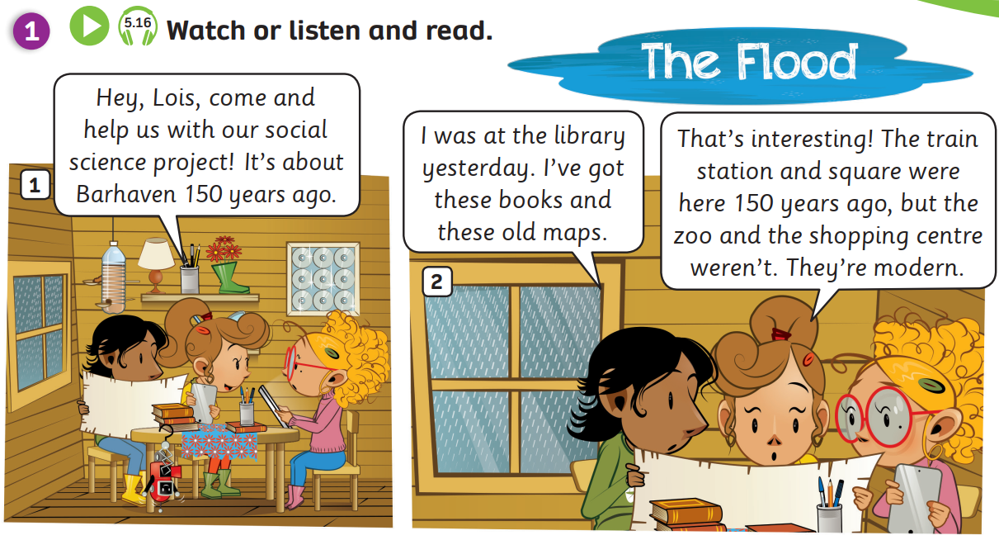 1
5.16
Watch or listen and read.
The Flood
Hey, Lois, come and
help us with our social
science project! It's about
Barhaven 150 years ago.
1
I was at the library
yesterday. I've got
these books and
these old maps.
That's interesting! The train
station and square were
here 150 years ago, but the
zoo and the shopping centre
weren't. They're modern.
2